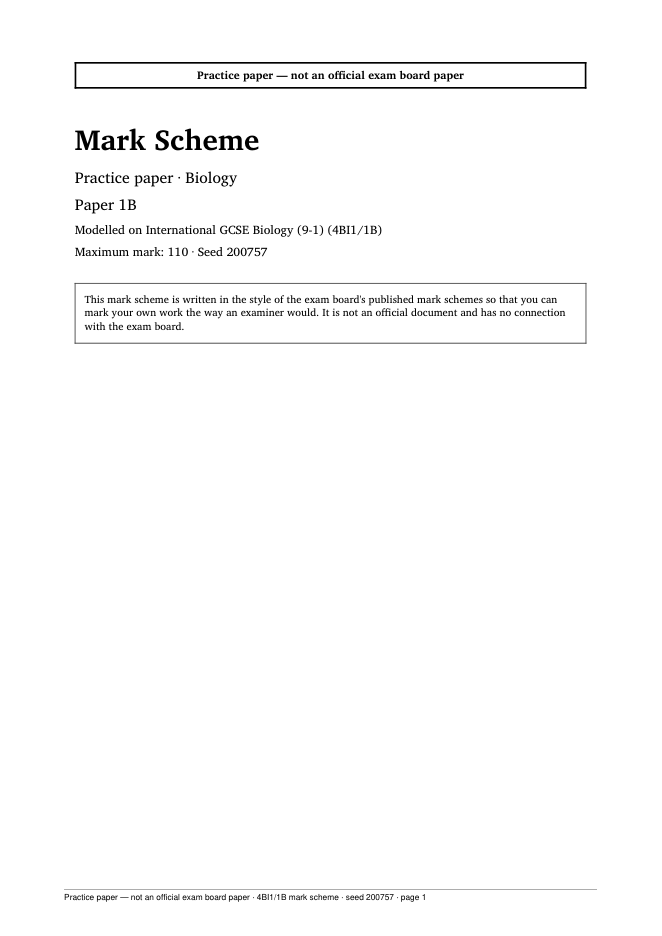 Practice paper — not an official exam board paper
Mark Scheme
Practice paper · Biology
Paper 1B
Modelled on International GCSE Biology (9-1) (4BI1/1B)
Maximum mark: 110 · Seed 200757
This mark scheme is written in the style of the exam board's published mark schemes so that you can
mark your own work the way an examiner would. It is not an official document and has no connection
with the exam board.
Practice paper — not an official exam board paper · 4BI1/1B mark scheme · seed 200757 · page 1